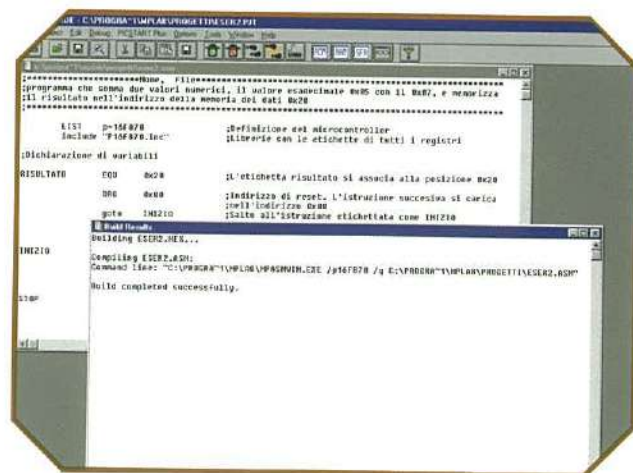 C:\PROGRA~1\MPLAB\PROGETTI\ESER2.PJT
Edit Debug PICSTART Plus Options Tools Window Help
;programma che somma due valori numerici, il valore esadecimale 0x05 con il 0x07, e memorizza
;il risultato nell'indirizzo della memoria dei dati 0x20
LIST p=16F870 ;Definizione del microcontroller
include "P16F870.inc" ;Librerie con le etichette di tutti i registri
;Dichiarazione di variabili
RISULTATO EQU 0x20 ;L'etichetta risultato si associa alla posizione 0x20
ORG 0x00 ;Indirizzo di reset. L'istruzione succesiva si carica
;nell'indirizzo 0x00
goto INIZIO ;Salto all'istruzione etichettata come INIZIO
INIZIO
STOP
Build Results
Building ESER2.HEX...
Compiling ESER2.ASM:
Command line: "C:\PROGRA~1\MPLAB\MPASMWIN.EXE /p16F870 /q C:\PROGRA~1\MPLAB\PROGETTI\ESER2.ASM"
Build completed successfully.